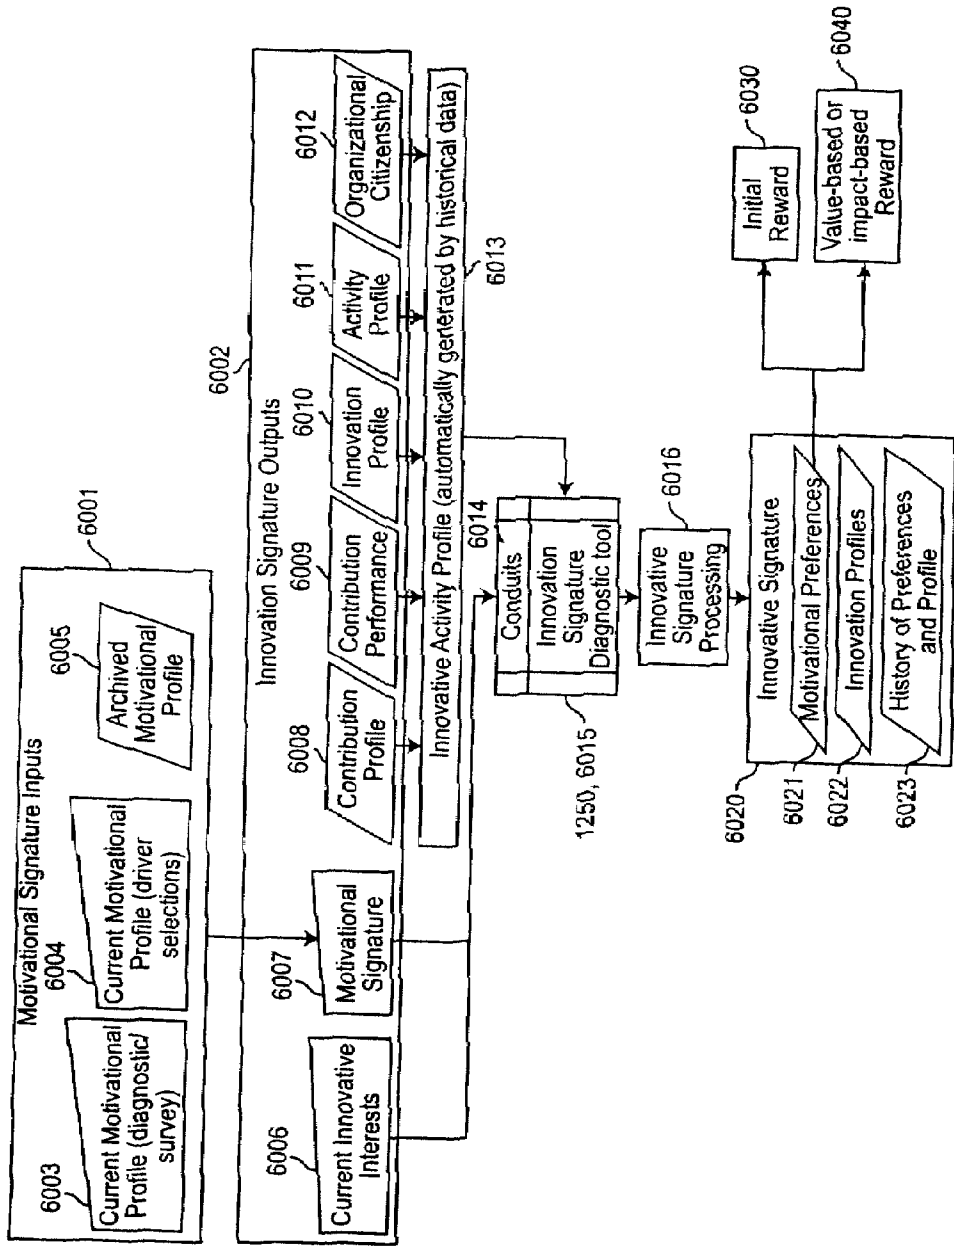 Motivational Signature Inputs
6001
6003
Current Motivational
Profile (diagnostic/
survey)
6004
Current Motivational
Profile (driver
selections)
6005
Archived
Motivational
Profile
6002
Innovation Signature Outputs
6006
Current Innovative
Interests
6007
Motivational
Signature
6008
Contribution
Profile
6009
Contribution
Performance
6010
Innovation
Profile
6011
Activity
Profile
6012
Organizational
Citizenship
Innovative Activity Profile (automatically generated by historical data)
6013
6014
Conduits
Innovation
Signature
Diagnostic tool
1250, 6015
6016
Innovative
Signature
Processing
6020
Innovative Signature
6021
Motivational Preferences
6022
Innovation Profiles
6023
History of Preferences
and Profile
6030
Initial
Reward
6040
Value-based or
impact-based
Reward